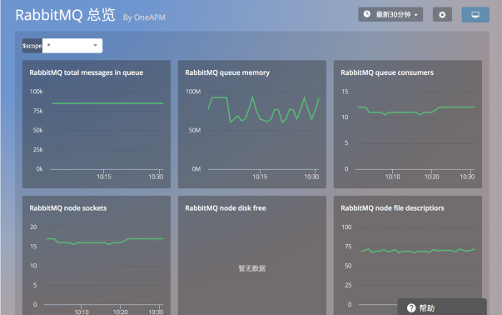 RabbitMQ 总览 By OneAPM
最新30分钟
$scope *
RabbitMQ total messages in queue
100k
75k
50k
25k
0k
10:15 10:30
RabbitMQ queue memory
100M
50M
0M
10:15 10:30
RabbitMQ queue consumers
15
10
5
0
10:10 10:20 10:30
RabbitMQ node sockets
20
15
10
5
0
10:10 10:20 10:30
RabbitMQ node disk free
暂无数据
RabbitMQ node file descriptiors
100
75
50
25
0
帮助